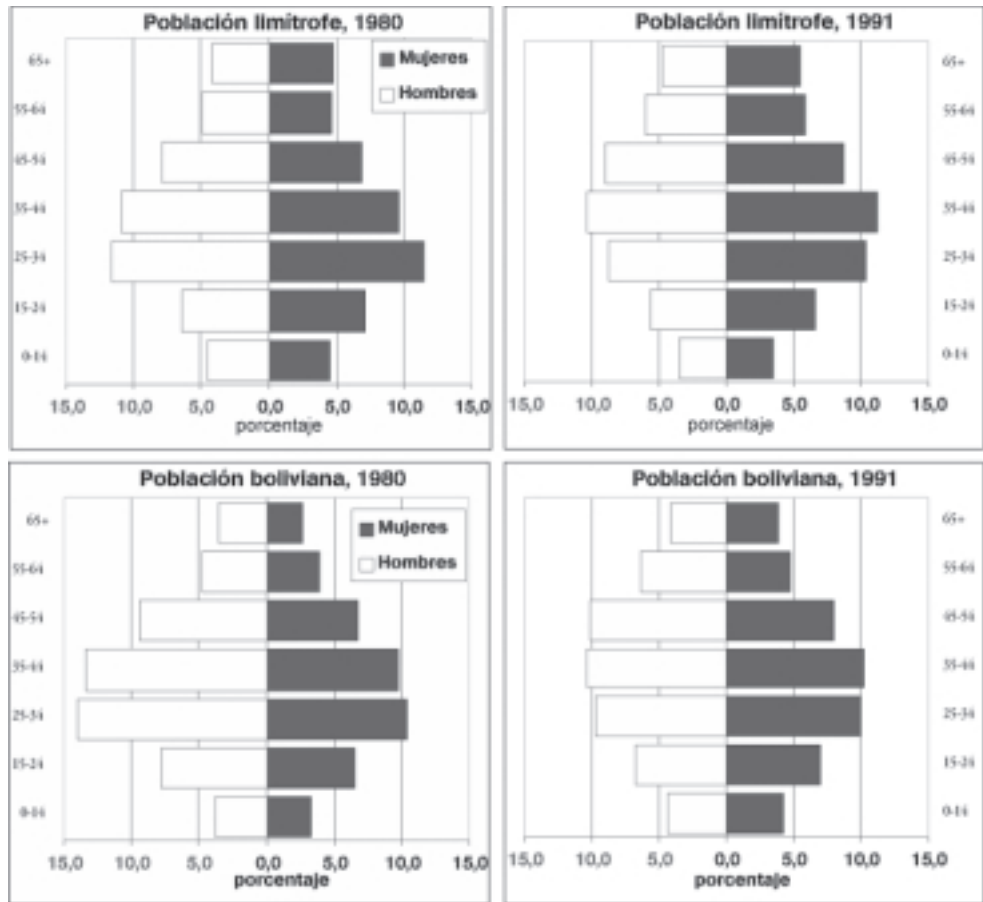 Población limítrofe, 1980
65+
55-64
45-54
35-44
25-34
15-24
0-14
Mujeres
Hombres
15,0 10,0 5,0 0,0 5,0 10,0 15,0
porcentaje
Población limítrofe, 1991
65+
55-64
45-54
35-44
25-34
15-24
0-14
15,0 10,0 5,0 0,0 5,0 10,0 15,0
porcentaje
Población boliviana, 1980
65+
55-64
45-54
35-44
25-34
15-24
0-14
Mujeres
Hombres
15,0 10,0 5,0 0,0 5,0 10,0 15,0
porcentaje
Población boliviana, 1991
65+
55-64
45-54
35-44
25-34
15-24
0-14
15,0 10,0 5,0 0,0 5,0 10,0 15,0
porcentaje